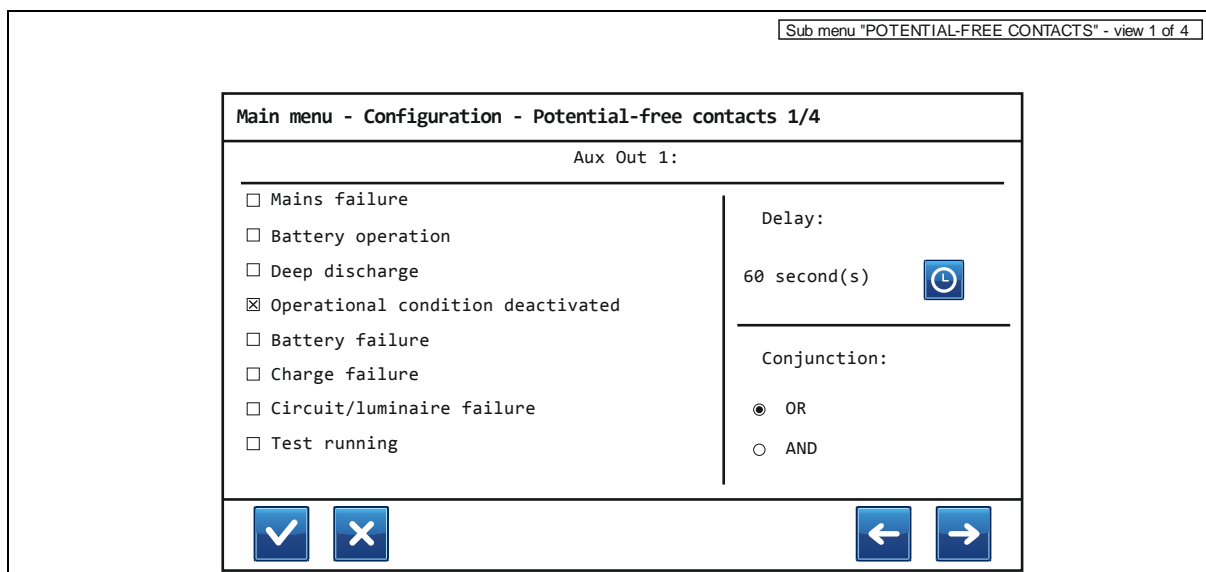 Sub menu "POTENTIAL-FREE CONTACTS" - view 1 of 4
Main menu - Configuration - Potential-free contacts 1/4
Aux Out 1:
☐ Mains failure
☐ Battery operation
☐ Deep discharge
☒ Operational condition deactivated
☐ Battery failure
☐ Charge failure
☐ Circuit/luminaire failure
☐ Test running
Delay:
60 second(s)
Conjunction:
◉ OR
○ AND